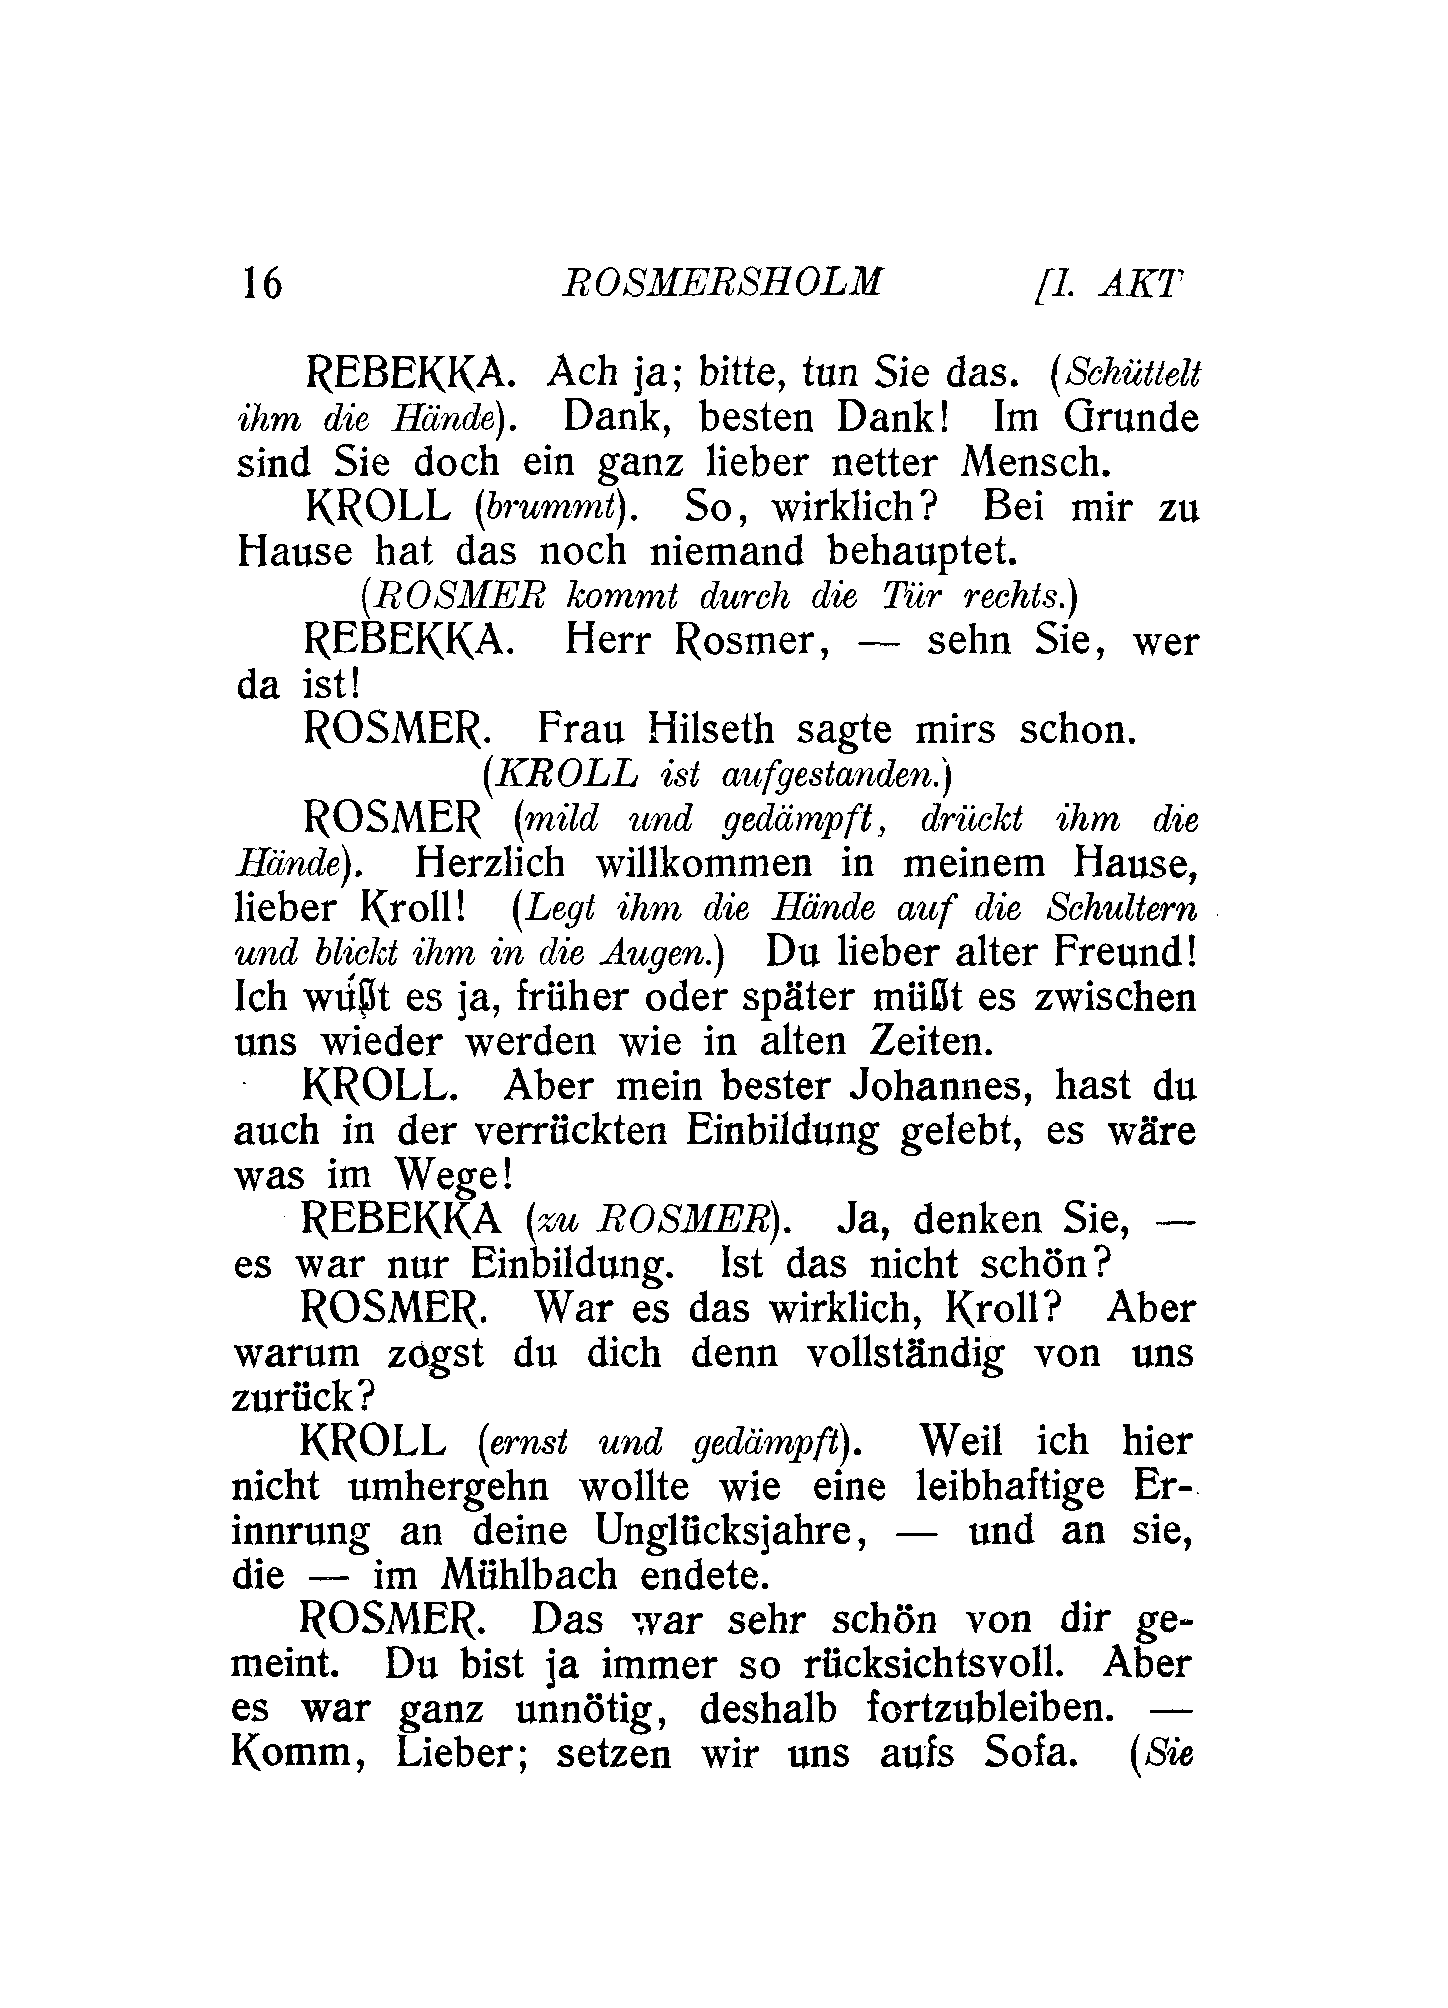 16 ROSMERSHOLM [1. AKT
REBEKKA. Ach ja; bitte, tun Sie das. (Schüttelt
ihm die Hände). Dank, besten Dank! Im Grunde
sind Sie doch ein ganz lieber netter Mensch.
KROLL (brummt). So, wirklich? Bei mir zu
Hause hat das noch niemand behauptet.
(ROSMER kommt durch die Tür rechts.)
REBEKKA. Herr Rosmer, — sehn Sie, wer
da ist!
ROSMER. Frau Hilseth sagte mirs schon.
(KROLL ist aufgestanden.)
ROSMER (mild und gedämpft, drückt ihm die
Hände). Herzlich willkommen in meinem Hause,
lieber Kroll! (Legt ihm die Hände auf die Schultern
und blickt ihm in die Augen.) Du lieber alter Freund!
Ich wußt es ja, früher oder später müßt es zwischen
uns wieder werden wie in alten Zeiten.
KROLL. Aber mein bester Johannes, hast du
auch in der verrückten Einbildung gelebt, es wäre
was im Wege!
REBEKKA (zu ROSMER). Ja, denken Sie, —
es war nur Einbildung. Ist das nicht schön?
ROSMER. War es das wirklich, Kroll? Aber
warum zogst du dich denn vollständig von uns
zurück?
KROLL (ernst und gedämpft). Weil ich hier
nicht umhergehn wollte wie eine leibhaftige Er-
innrung an deine Unglücksjahre, — und an sie,
die — im Mühlbach endete.
ROSMER. Das war sehr schön von dir ge-
meint. Du bist ja immer so rücksichtsvoll. Aber
es war ganz unnötig, deshalb fortzubleiben. —
Komm, Lieber; setzen wir uns aufs Sofa. (Sie